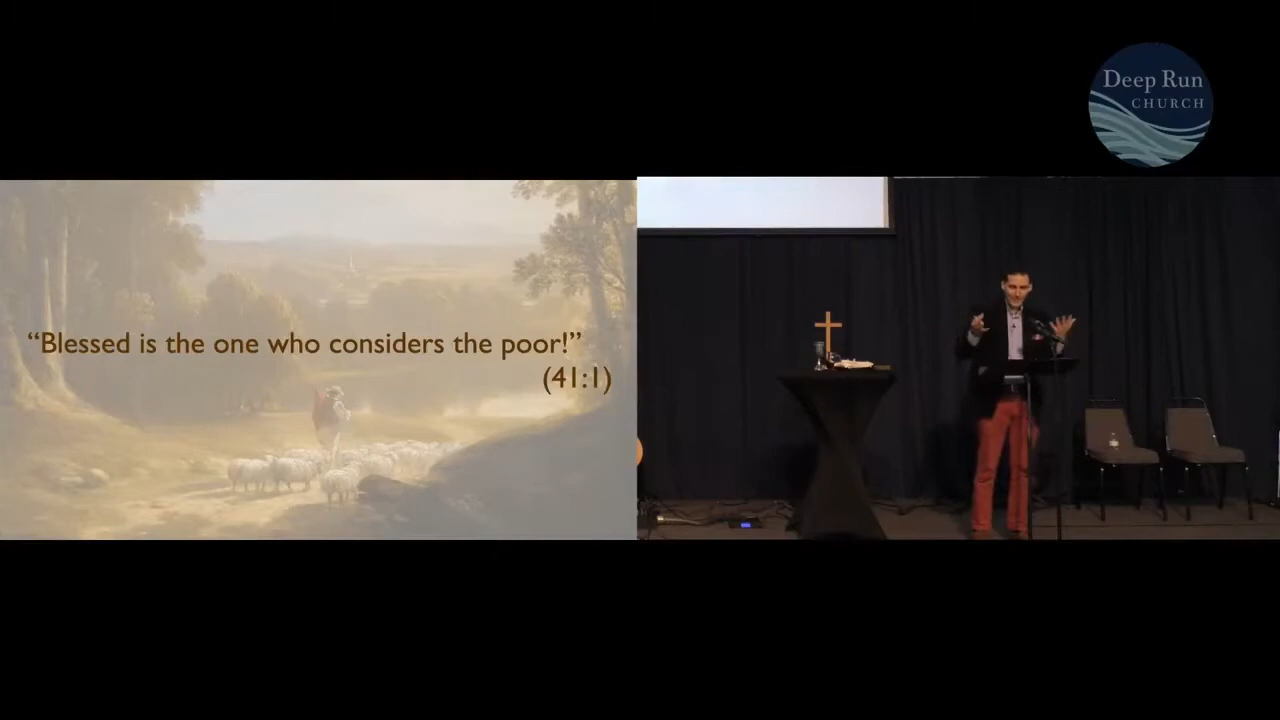 Deep Run
CHURCH
“Blessed is the one who considers the poor!”
(41:1)